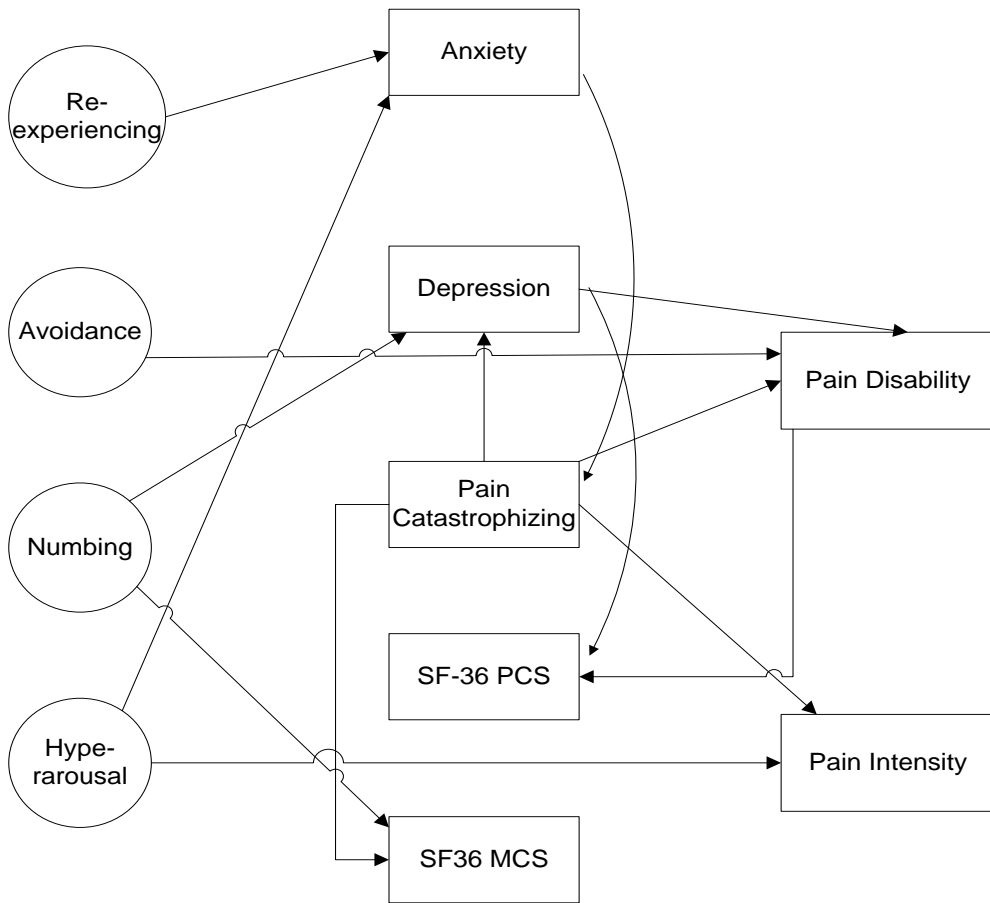 Anxiety
Re-
experiencing
Depression
Avoidance
Pain Disability
Pain
Catastrophizing
Numbing
SF-36 PCS
Hype-
rarousal
Pain Intensity
SF36 MCS